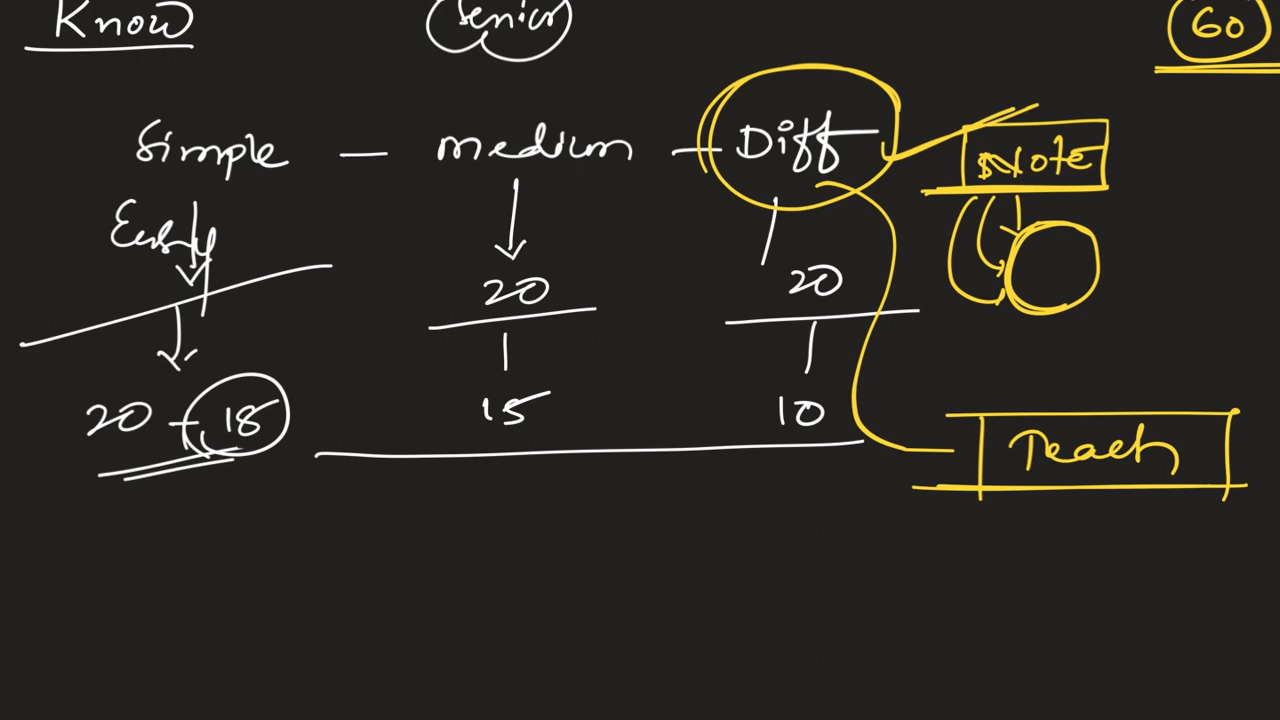 Know Senior 60
Simple — medium — Diff Note
Easy
20 20
20 - 18 15 10
Teach